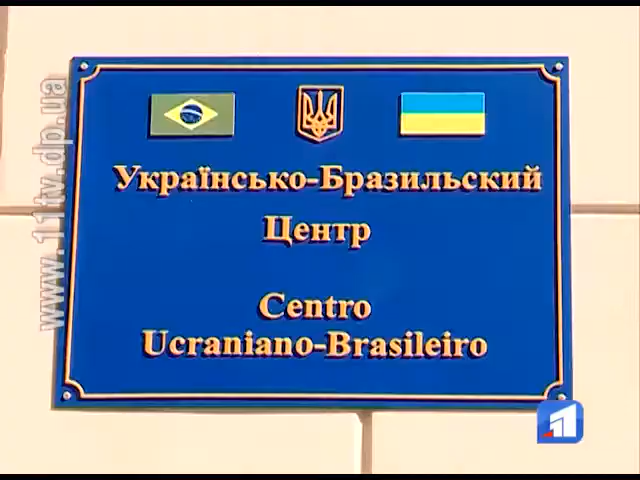 Українсько-Бразильский
Центр
Centro
Ucraniano-Brasileiro
www.11tv.dp.ua